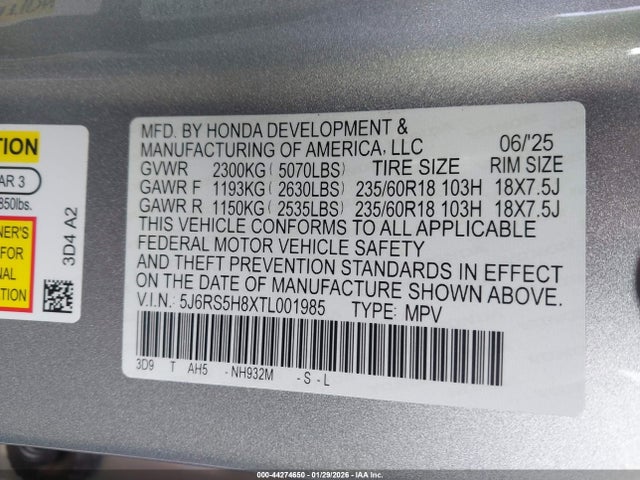 MFD. BY HONDA DEVELOPMENT &
MANUFACTURING OF AMERICA, LLC 06/'25
GVWR 2300KG ( 5070LBS) TIRE SIZE RIM SIZE
GAWR F 1193KG ( 2630LBS) 235/60R18 103H 18X7.5J
GAWR R 1150KG ( 2535LBS) 235/60R18 103H 18X7.5J
THIS VEHICLE CONFORMS TO ALL APPLICABLE
FEDERAL MOTOR VEHICLE SAFETY
AND THEFT PREVENTION STANDARDS IN EFFECT
ON THE DATE OF MANUFACTURE SHOWN ABOVE.
V.I.N.: 5J6RS5H8XTL001985 TYPE: MPV
3D9 T AH5 - NH932M - S - L
TION
AR 3
850lbs.
NER'S
FOR
NAL
ATION
3D4 A2
000-44274650 - 01/29/2026 - IAA Inc.